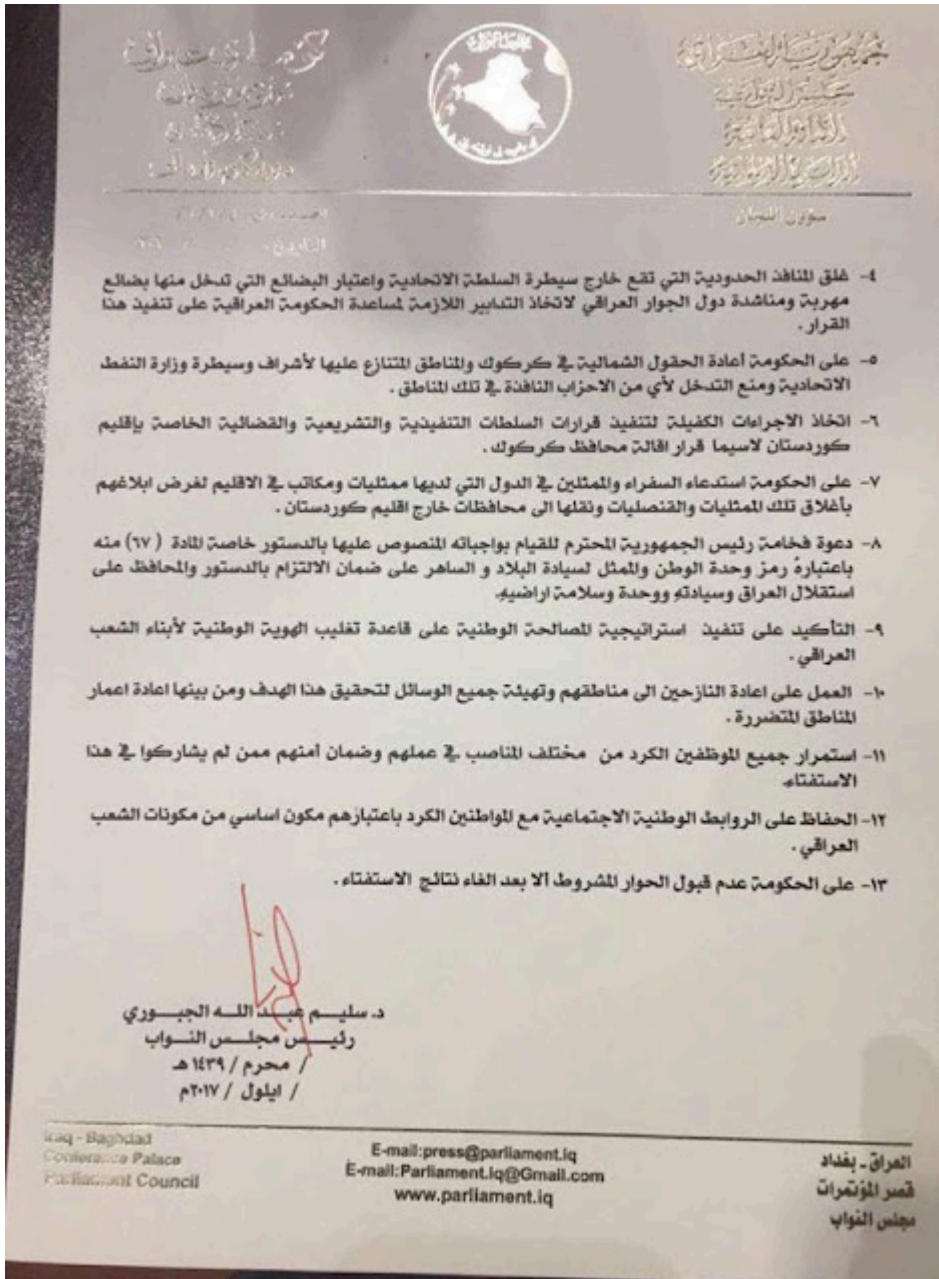 جمهورية العراق
مجلس النواب
شؤون اللجان
٤- غلق المنافذ الحدودية التي تقع خارج سيطرة السلطة الاتحادية واعتبار البضائع التي تدخل منها بضائع
مهربة ومناشدة دول الجوار العراقي لاتخاذ التدابير اللازمة لمساعدة الحكومة العراقية على تنفيذ هذا
القرار .
٥- على الحكومة أعادة الحقول الشمالية في كركوك والمناطق المتنازع عليها لأشراف وسيطرة وزارة النفط
الاتحادية ومنع التدخل لأي من الاحزاب النافذة في تلك المناطق .
٦- اتخاذ الاجراءات الكفيلة لتنفيذ قرارات السلطات التنفيذية والتشريعية والقضائية الخاصة بإقليم
كوردستان لاسيما قرار اقالة محافظ كركوك .
٧- على الحكومة استدعاء السفراء والممثلين في الدول التي لديها ممثليات ومكاتب في الاقليم لغرض ابلاغهم
بأغلاق تلك الممثليات والقنصليات ونقلها الى محافظات خارج اقليم كوردستان .
٨- دعوة فخامة رئيس الجمهورية المحترم للقيام بواجباته المنصوص عليها بالدستور خاصة المادة ( ٦٧ ) منه
باعتباره رمز وحدة الوطن والممثل لسيادة البلاد و الساهر على ضمان الالتزام بالدستور والمحافظ على
استقلال العراق وسيادته ووحدة وسلامة اراضيه.
٩- التأكيد على تنفيذ استراتيجية المصالحة الوطنية على قاعدة تغليب الهوية الوطنية لأبناء الشعب
العراقي .
١٠- العمل على اعادة النازحين الى مناطقهم وتهيئة جميع الوسائل لتحقيق هذا الهدف ومن بينها اعادة اعمار
المناطق المتضررة .
١١- استمرار جميع الموظفين الكرد من مختلف المناصب في عملهم وضمان أمنهم ممن لم يشاركوا في هذا
الاستفتاء.
١٢- الحفاظ على الروابط الوطنية الاجتماعية مع المواطنين الكرد باعتبارهم مكون اساسي من مكونات الشعب
العراقي .
١٣- على الحكومة عدم قبول الحوار المشروط ألا بعد الغاء نتائج الاستفتاء .
د. سليم عبد الله الجبوري
رئيس مجلس النواب
/ محرم / ١٤٣٩ هـ
/ ايلول / ٢٠١٧م
Iraq - Baghdad
Conferance Palace
Parliament Council
E-mail:press@parliament.iq
E-mail:Parliament.iq@Gmail.com
www.parliament.iq
العراق - بغداد
قصر المؤتمرات
مجلس النواب